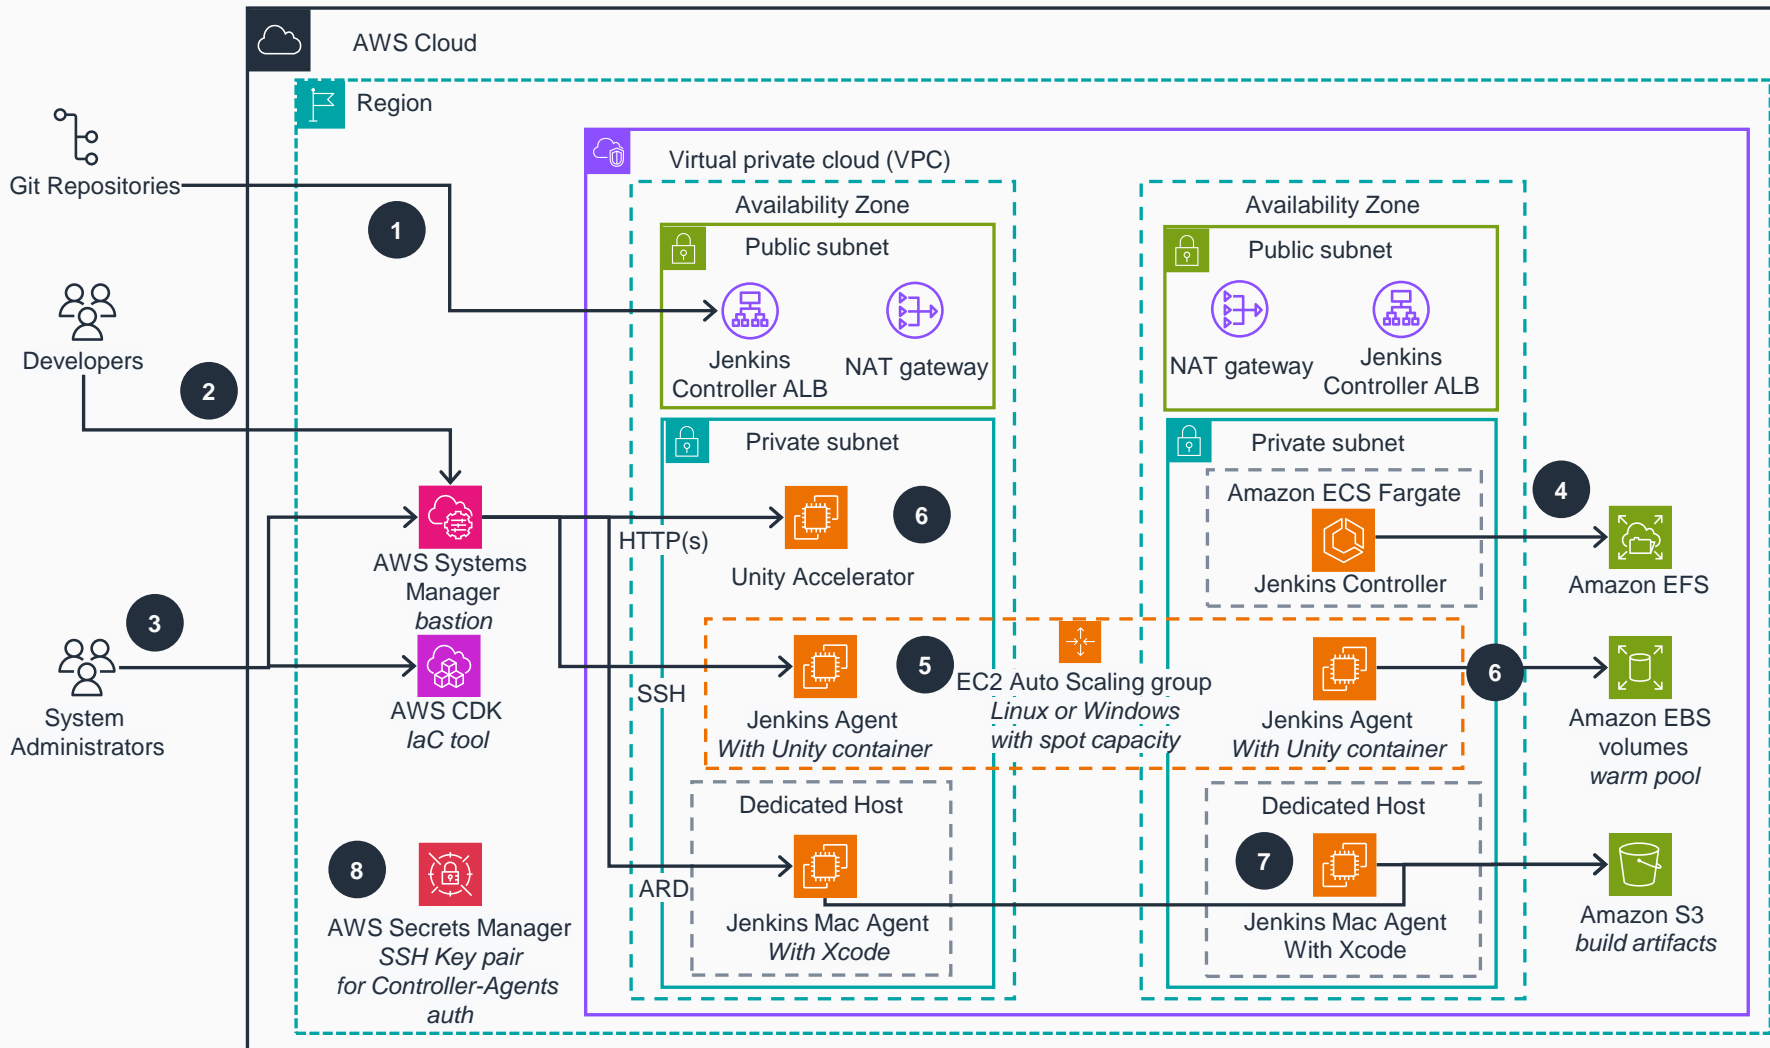 AWS Cloud
Region
Git Repositories
1
Virtual private cloud (VPC)
Availability Zone
Public subnet
Jenkins
Controller ALB
NAT gateway
Availability Zone
Public subnet
NAT gateway
Jenkins
Controller ALB
Developers
2
Private subnet
6
HTTP(s)
Unity Accelerator
Private subnet
Amazon ECS Fargate
Jenkins Controller
4
Amazon EFS
AWS Systems
Manager
bastion
3
System
Administrators
AWS CDK
IaC tool
SSH
5
Jenkins Agent
With Unity container
EC2 Auto Scaling group
Linux or Windows
with spot capacity
Jenkins Agent
With Unity container
6
Amazon EBS
volumes
warm pool
Dedicated Host
ARD
Jenkins Mac Agent
With Xcode
Dedicated Host
7
Jenkins Mac Agent
With Xcode
Amazon S3
build artifacts
8
AWS Secrets Manager
SSH Key pair
for Controller-Agents
auth